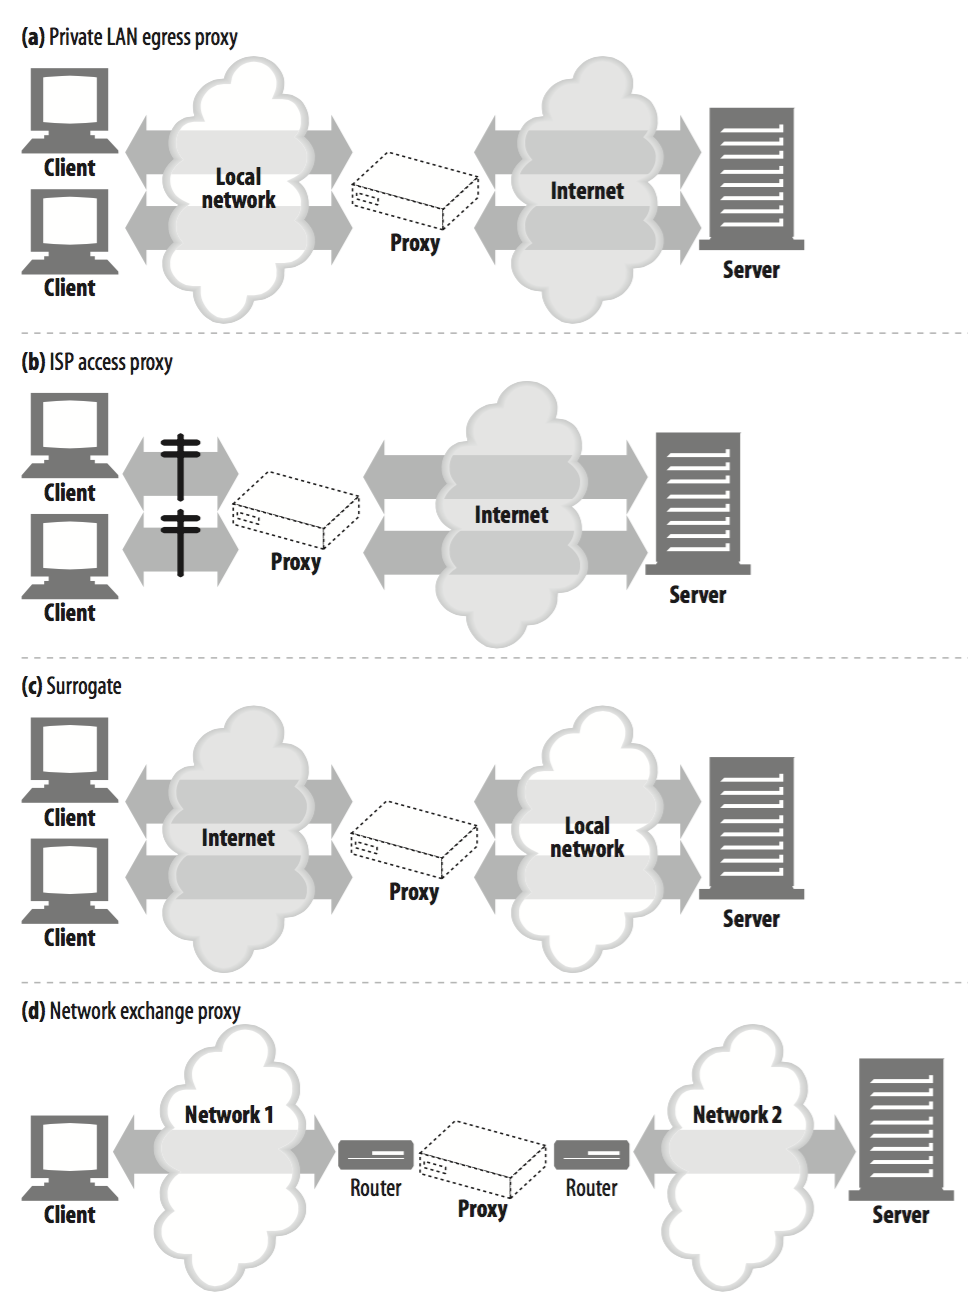 (a) Private LAN egress proxy
Client
Client
Local
network
Proxy
Internet
Server
(b) ISP access proxy
Client
Client
Proxy
Internet
Server
(c) Surrogate
Client
Client
Internet
Proxy
Local
network
Server
(d) Network exchange proxy
Client
Network 1
Router
Proxy
Router
Network 2
Server